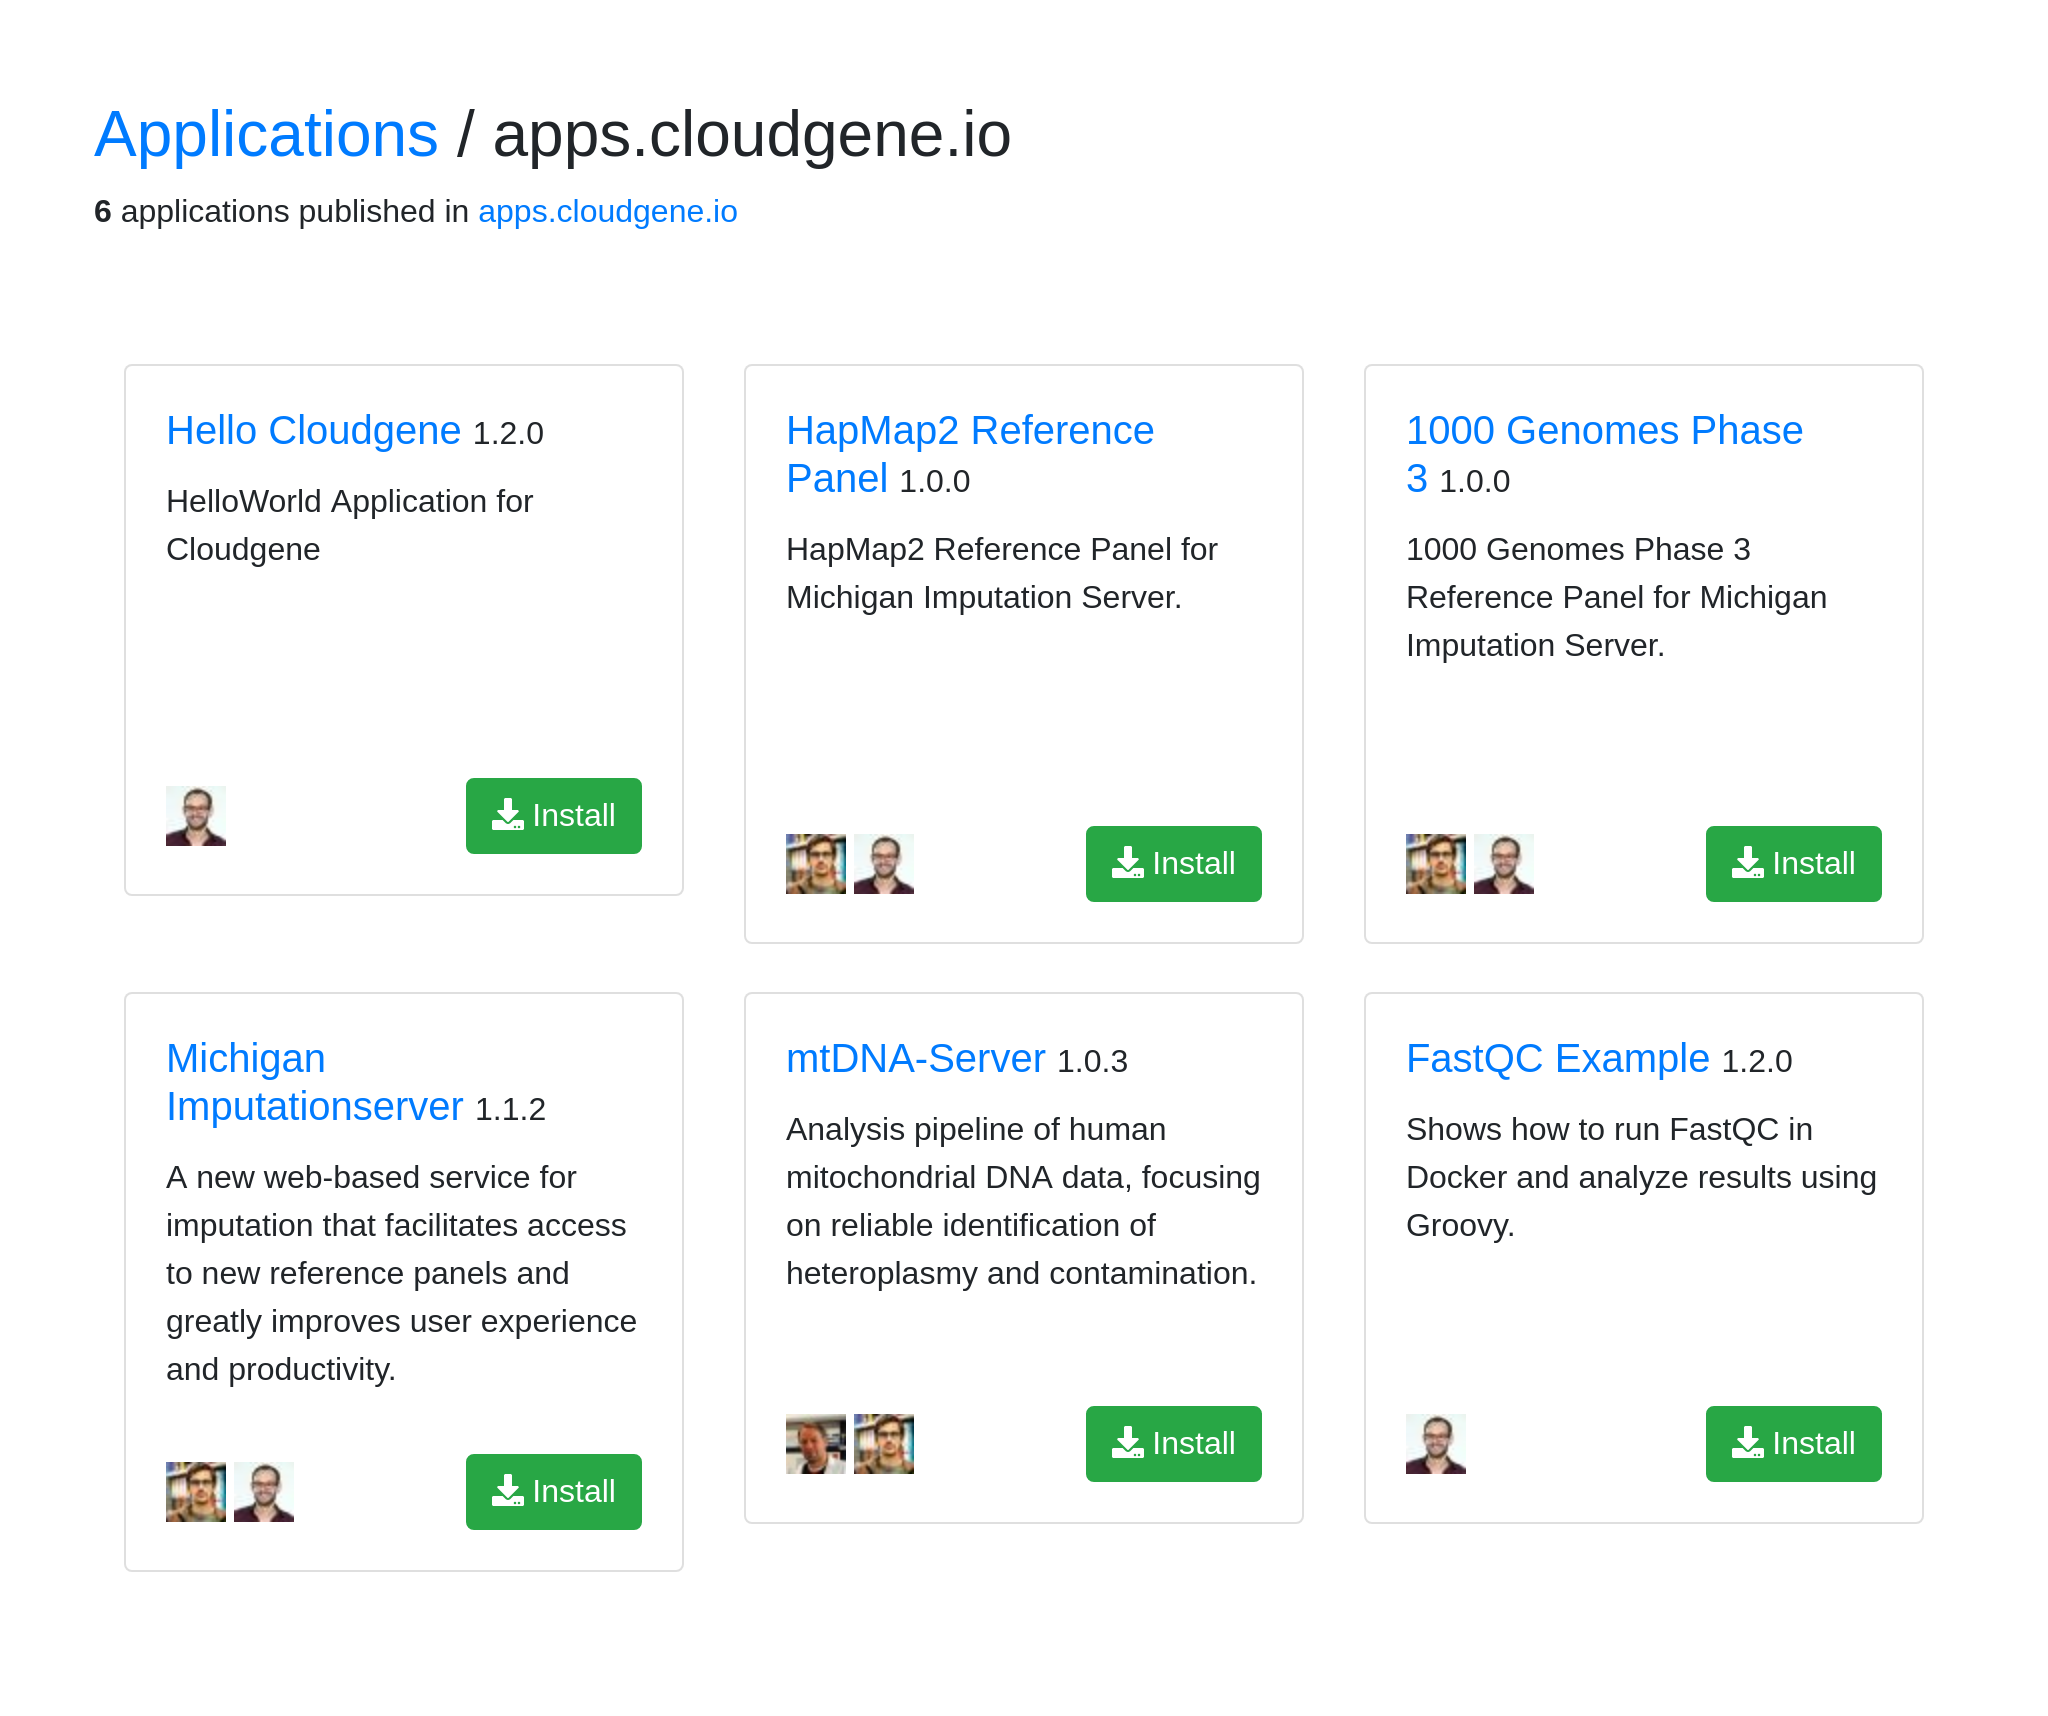 Applications / apps.cloudgene.io
6 applications published in apps.cloudgene.io
Hello Cloudgene 1.2.0
HelloWorld Application for
Cloudgene
Install
HapMap2 Reference
Panel 1.0.0
HapMap2 Reference Panel for
Michigan Imputation Server.
Install
1000 Genomes Phase
3 1.0.0
1000 Genomes Phase 3
Reference Panel for Michigan
Imputation Server.
Install
Michigan
Imputationserver 1.1.2
A new web-based service for
imputation that facilitates access
to new reference panels and
greatly improves user experience
and productivity.
Install
mtDNA-Server 1.0.3
Analysis pipeline of human
mitochondrial DNA data, focusing
on reliable identification of
heteroplasmy and contamination.
Install
FastQC Example 1.2.0
Shows how to run FastQC in
Docker and analyze results using
Groovy.
Install